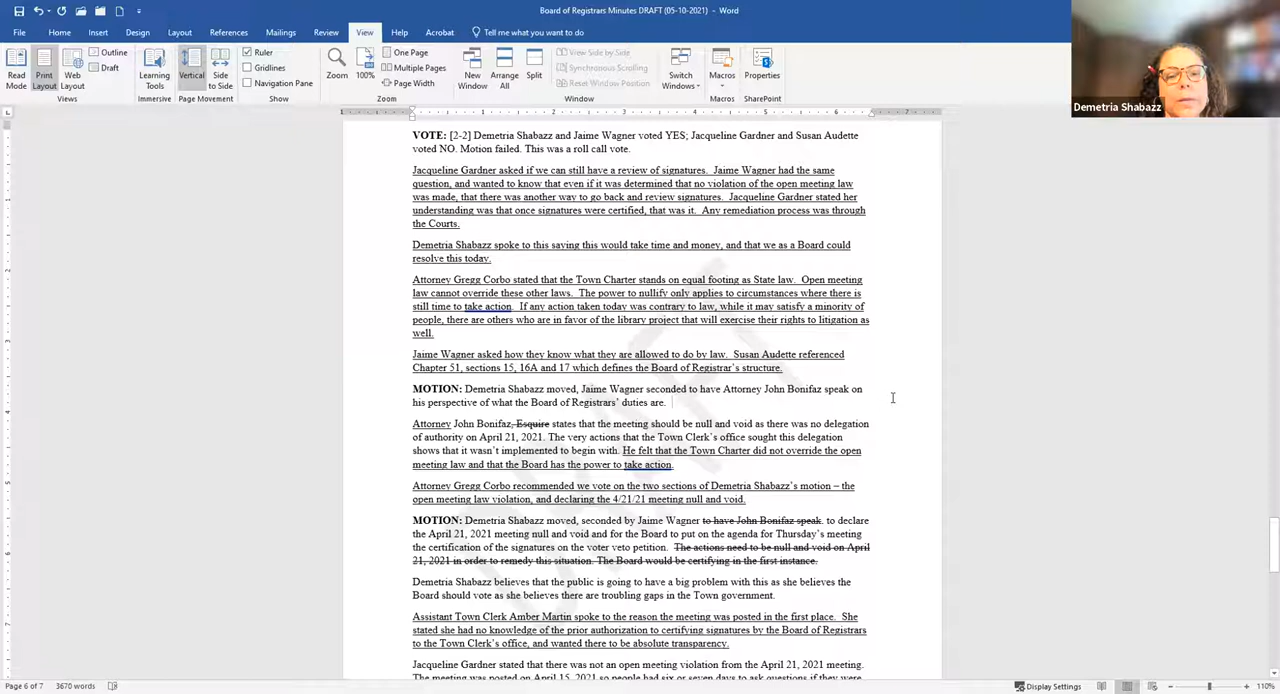 Board of Registrars Minutes DRAFT (05-10-2021) - Word
File Home Insert Design Layout References Mailings Review View Help Acrobat Tell me what you want to do
Read Mode
Print Layout
Web Layout
Outline
Draft
Views
Learning Tools
Immersive
Vertical
Side to Side
Page Movement
Ruler
Gridlines
Navigation Pane
Show
Zoom
100%
One Page
Multiple Pages
Page Width
Zoom
New Window
Arrange All
Split
View Side by Side
Synchronous Scrolling
Reset Window Position
Window
Switch Windows
Macros
Macros
Properties
SharePoint
Demetria Shabazz
VOTE: [2-2] Demetria Shabazz and Jaime Wagner voted YES; Jacqueline Gardner and Susan Audette
voted NO. Motion failed. This was a roll call vote.
Jacqueline Gardner asked if we can still have a review of signatures. Jaime Wagner had the same
question, and wanted to know that even if it was determined that no violation of the open meeting law
was made, that there was another way to go back and review signatures. Jacqueline Gardner stated her
understanding was that once signatures were certified, that was it. Any remediation process was through
the Courts.
Demetria Shabazz spoke to this saying this would take time and money, and that we as a Board could
resolve this today.
Attorney Gregg Corbo stated that the Town Charter stands on equal footing as State law. Open meeting
law cannot override these other laws. The power to nullify only applies to circumstances where there is
still time to take action. If any action taken today was contrary to law, while it may satisfy a minority of
people, there are others who are in favor of the library project that will exercise their rights to litigation as
well.
Jaime Wagner asked how they know what they are allowed to do by law. Susan Audette referenced
Chapter 51, sections 15, 16A and 17 which defines the Board of Registrar's structure.
MOTION: Demetria Shabazz moved, Jaime Wagner seconded to have Attorney John Bonifaz speak on
his perspective of what the Board of Registrars' duties are.
Attorney John Bonifaz, Esquire states that the meeting should be null and void as there was no delegation
of authority on April 21, 2021. The very actions that the Town Clerk's office sought this delegation
shows that it wasn't implemented to begin with. He felt that the Town Charter did not override the open
meeting law and that the Board has the power to take action.
Attorney Gregg Corbo recommended we vote on the two sections of Demetria Shabazz's motion – the
open meeting law violation, and declaring the 4/21/21 meeting null and void.
MOTION: Demetria Shabazz moved, seconded by Jaime Wagner to have John Bonifaz speak. to declare
the April 21, 2021 meeting null and void and for the Board to put on the agenda for Thursday's meeting
the certification of the signatures on the voter veto petition. The actions need to be null and void on April
21, 2021 in order to remedy this situation. The Board would be certifying in the first instance.
Demetria Shabazz believes that the public is going to have a big problem with this as she believes the
Board should vote as she believes there are troubling gaps in the Town government.
Assistant Town Clerk Amber Martin spoke to the reason the meeting was posted in the first place. She
stated she had no knowledge of the prior authorization to certifying signatures by the Board of Registrars
to the Town Clerk's office, and wanted there to be absolute transparency.
Jacqueline Gardner stated that there was not an open meeting violation from the April 21, 2021 meeting.
The meeting was posted on April 15, 2021 so people had six or seven days to ask questions if they were
DRAFT
Page 6 of 7 3670 words Display Settings 110%